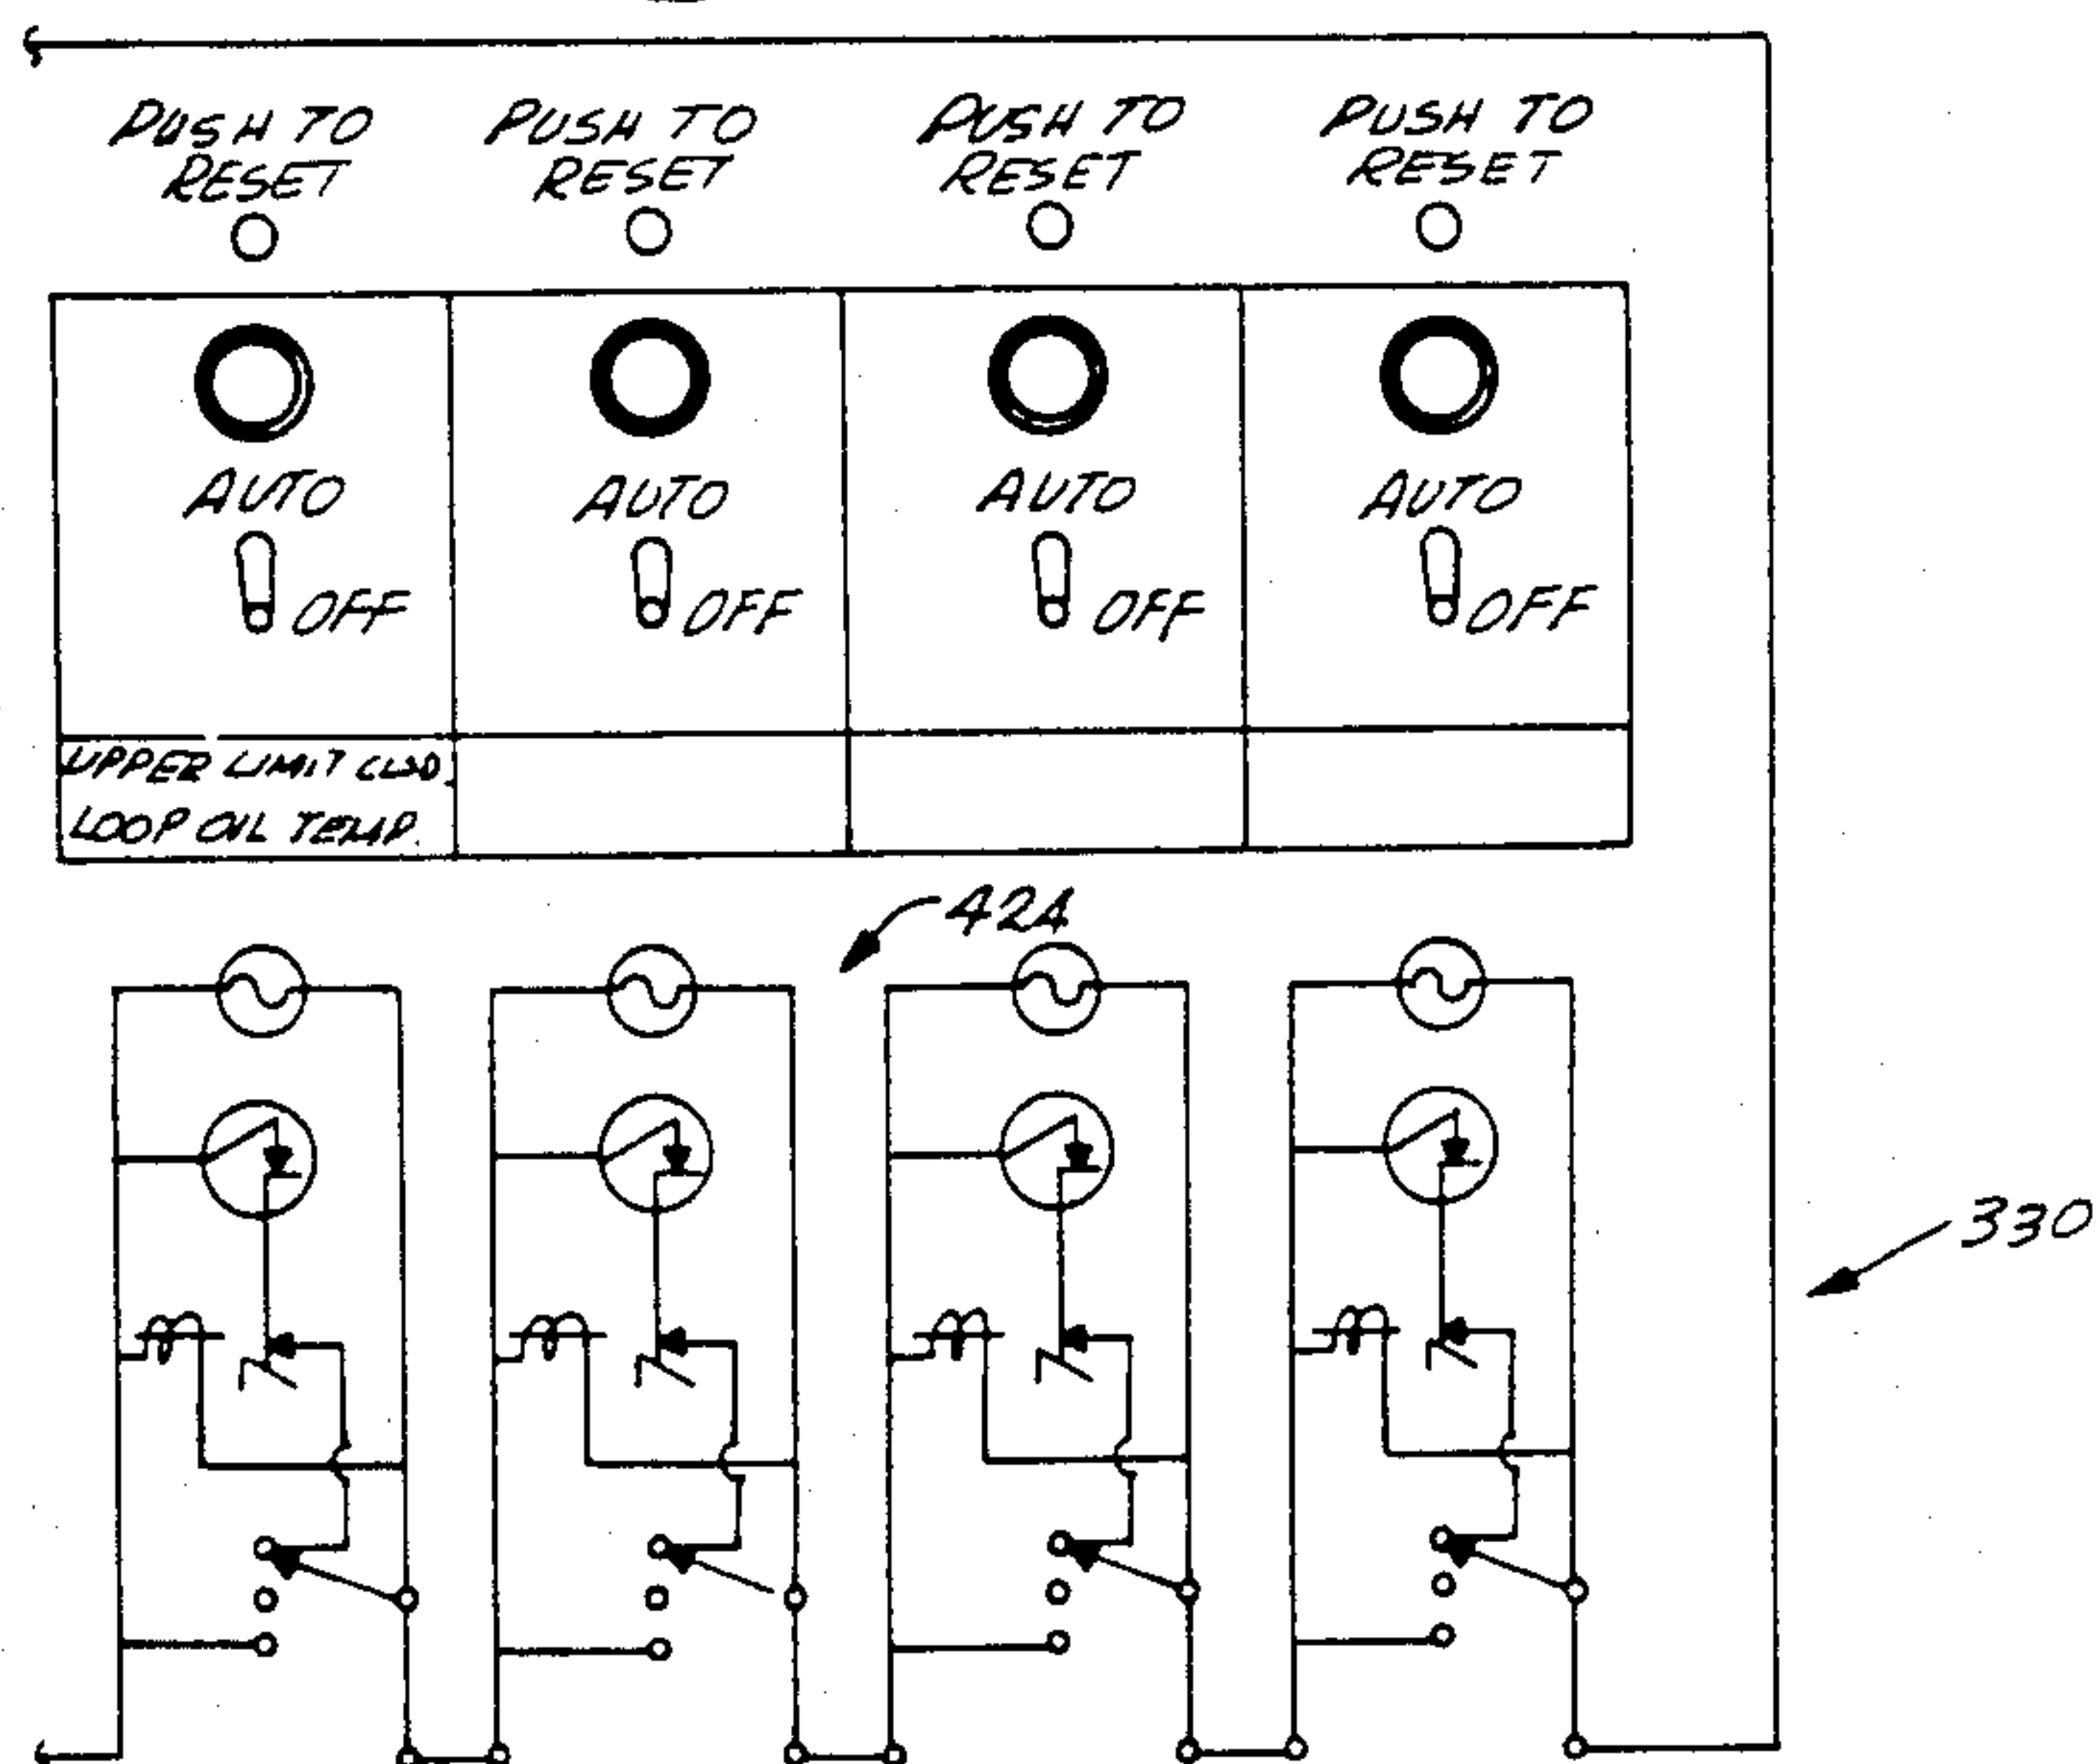 PUSH TO PUSH TO PUSH TO PUSH TO
RESET RESET RESET RESET
AUTO AUTO AUTO AUTO
OFF OFF OFF OFF
UPPER LIMIT CLSD.
LOOP OIL TEMP.
424
330